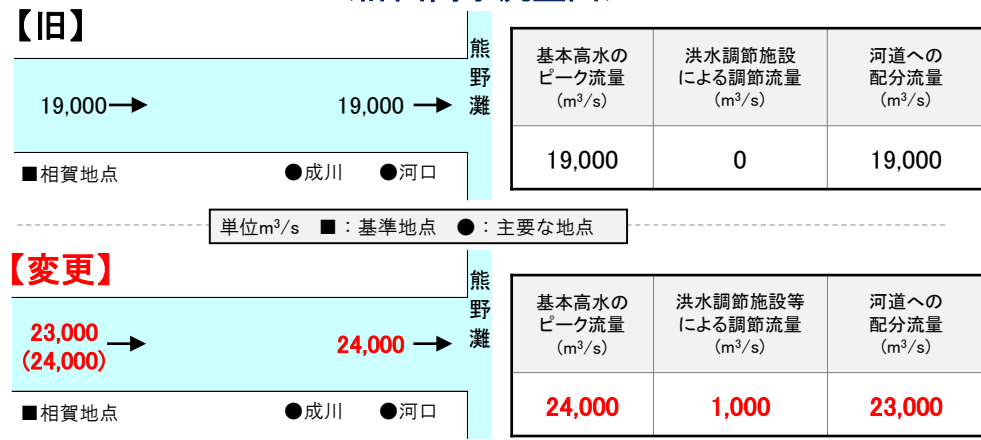 【旧】
熊野灘
19,000
19,000
■相賀地点
●成川
●河口
基本高水の
ピーク流量
(m³/s)
洪水調節施設
による調節流量
(m³/s)
河道への
配分流量
(m³/s)
19,000
0
19,000
単位m³/s ■：基準地点 ●：主要な地点
【変更】
熊野灘
23,000
(24,000)
24,000
■相賀地点
●成川
●河口
基本高水の
ピーク流量
(m³/s)
洪水調節施設等
による調節流量
(m³/s)
河道への
配分流量
(m³/s)
24,000
1,000
23,000